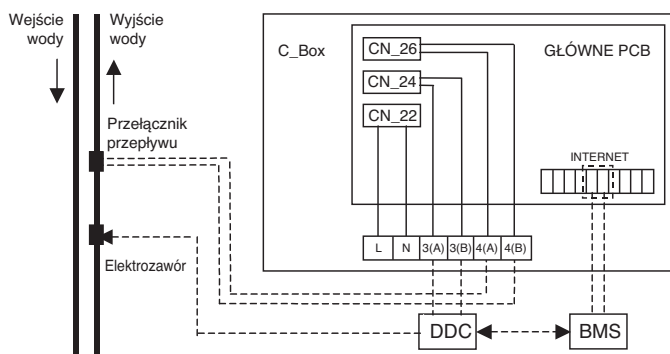 Wejście
wody
Wyjście
wody
Przełącznik
przepływu
Elektrozawór
C_Box
CN_26
CN_24
CN_22
GŁÓWNE PCB
INTERNET
L N 3(A) 3(B) 4(A) 4(B)
DDC
BMS